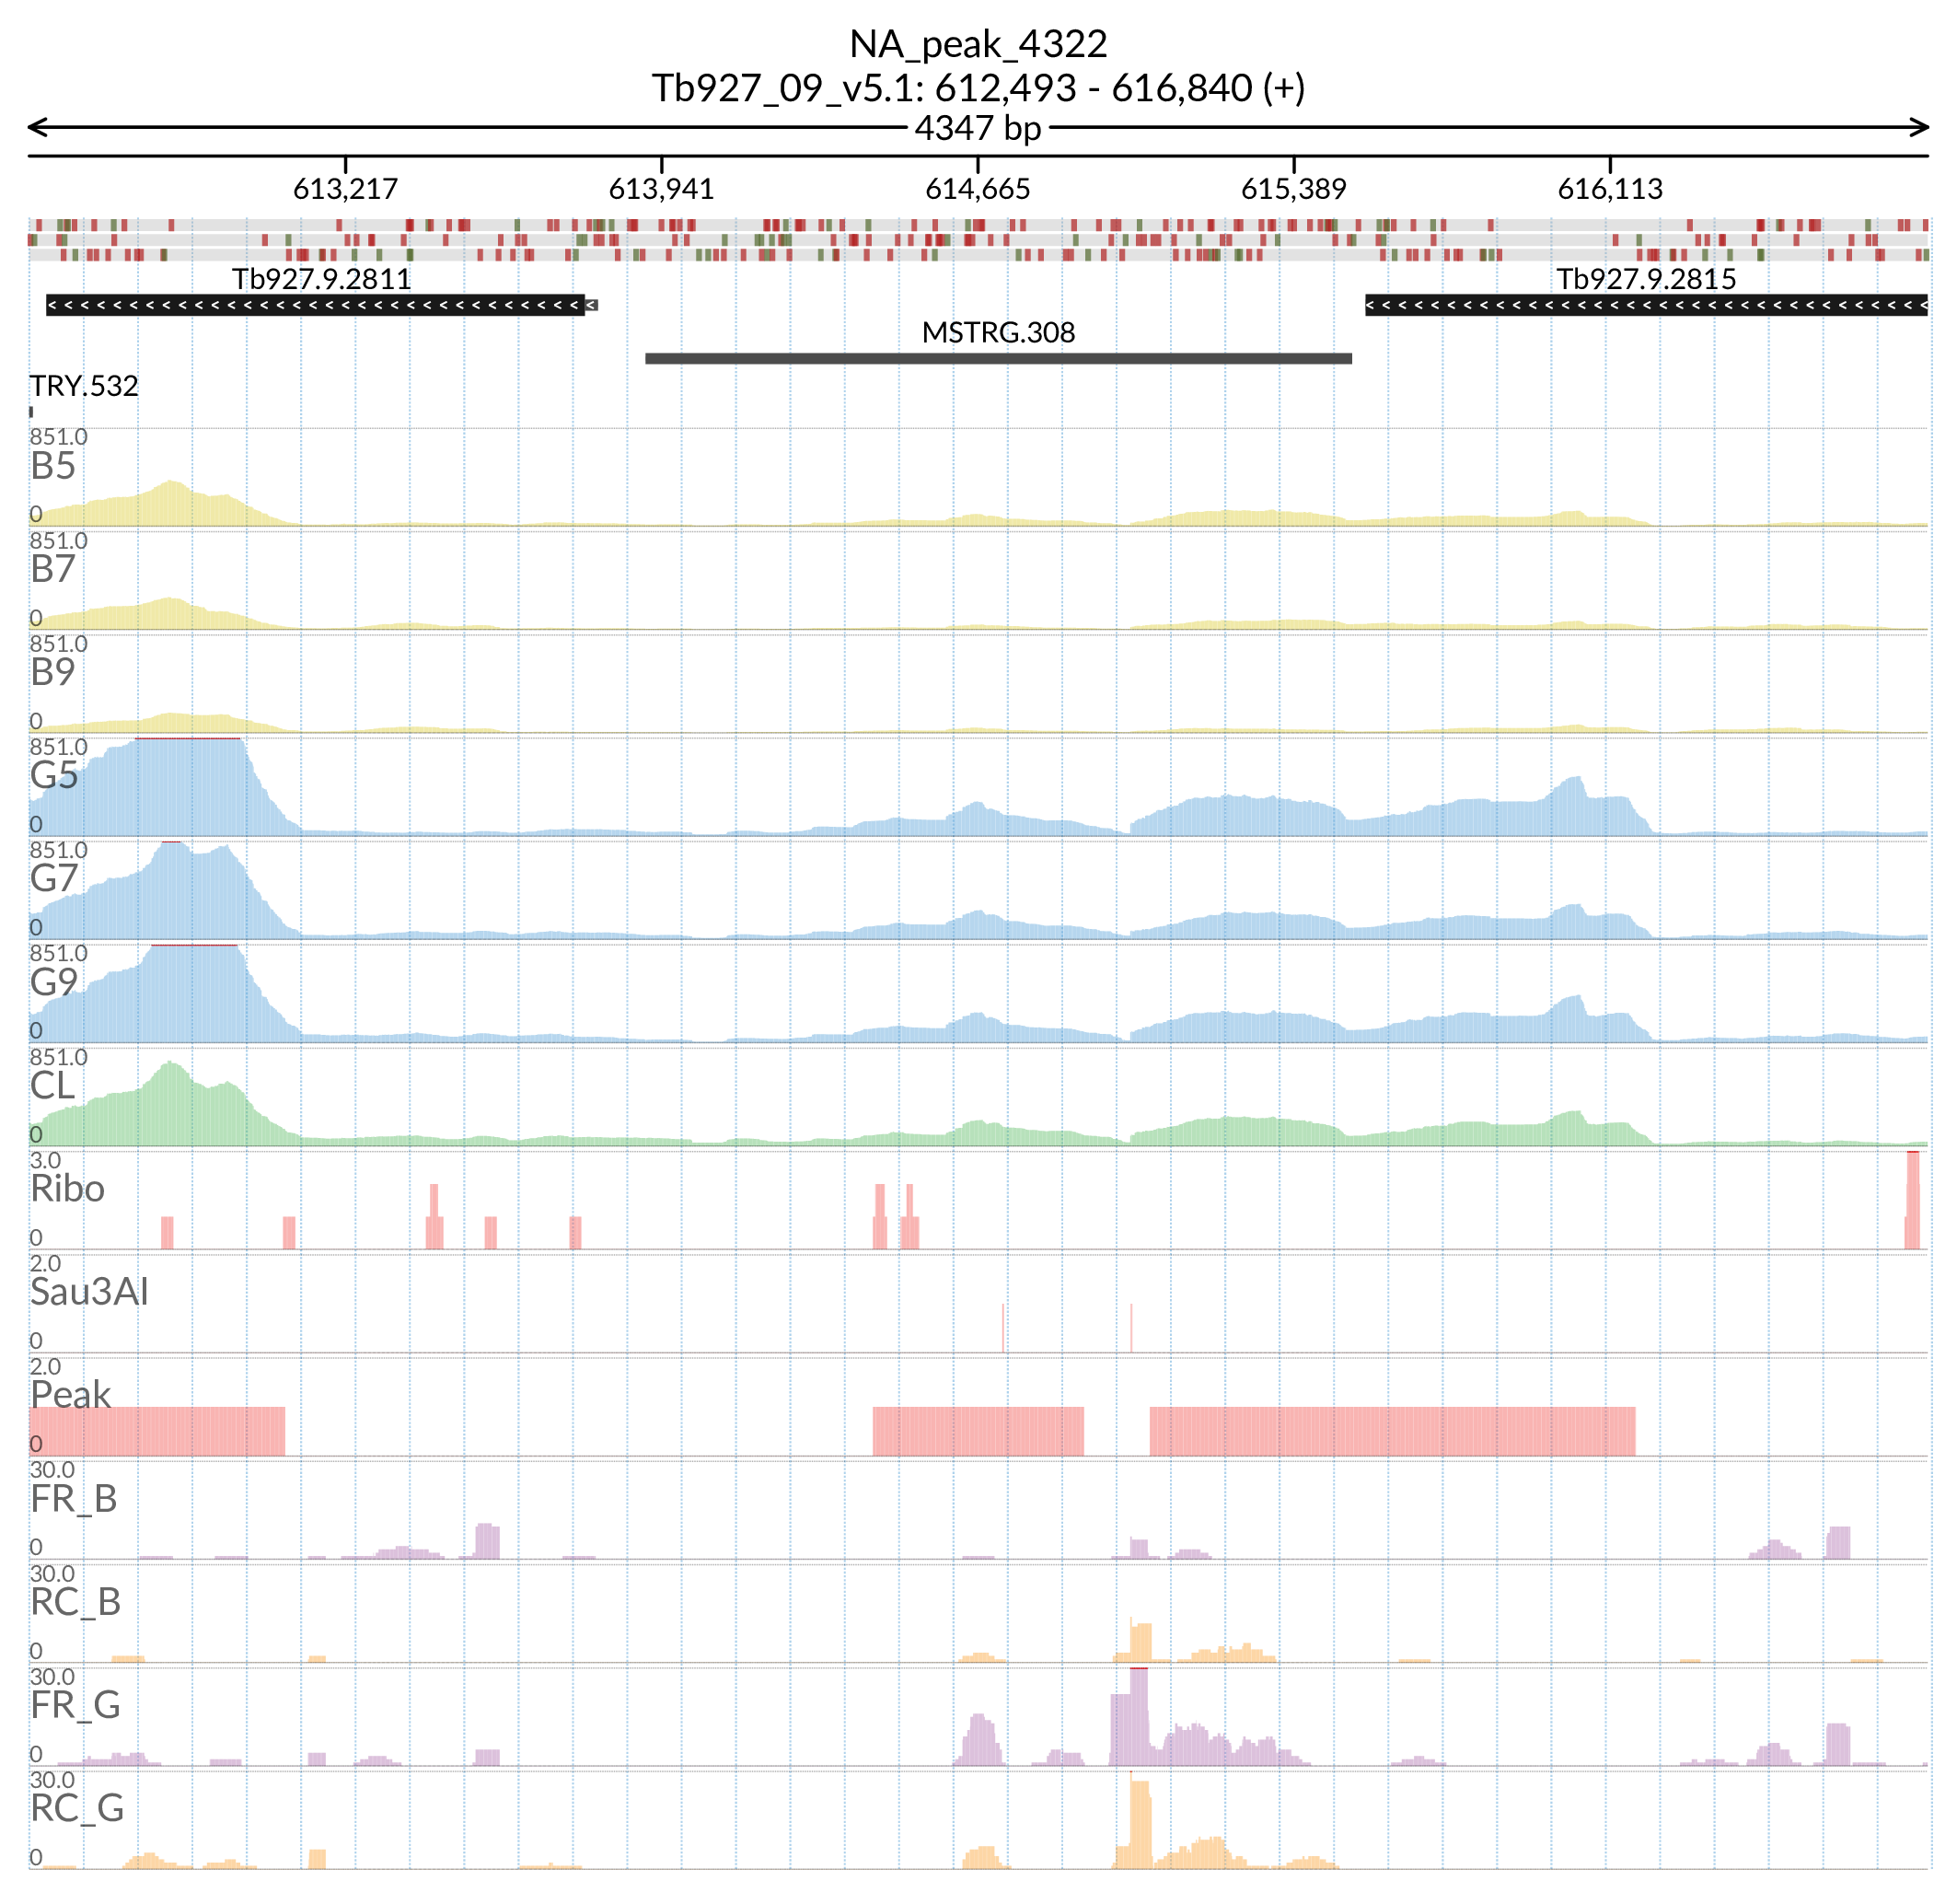 NA_peak_4322
Tb927_09_v5.1: 612,493 - 616,840 (+)
4347 bp
613,217 613,941 614,665 615,389 616,113
Tb927.9.2811 Tb927.9.2815
MSTRG.308
TRY.532
851.0
B5
0
851.0
B7
0
851.0
B9
0
851.0
G5
0
851.0
G7
0
851.0
G9
0
851.0
CL
0
3.0
Ribo
0
2.0
Sau3AI
0
2.0
Peak
0
30.0
FR_B
0
30.0
RC_B
0
30.0
FR_G
0
30.0
RC_G
0